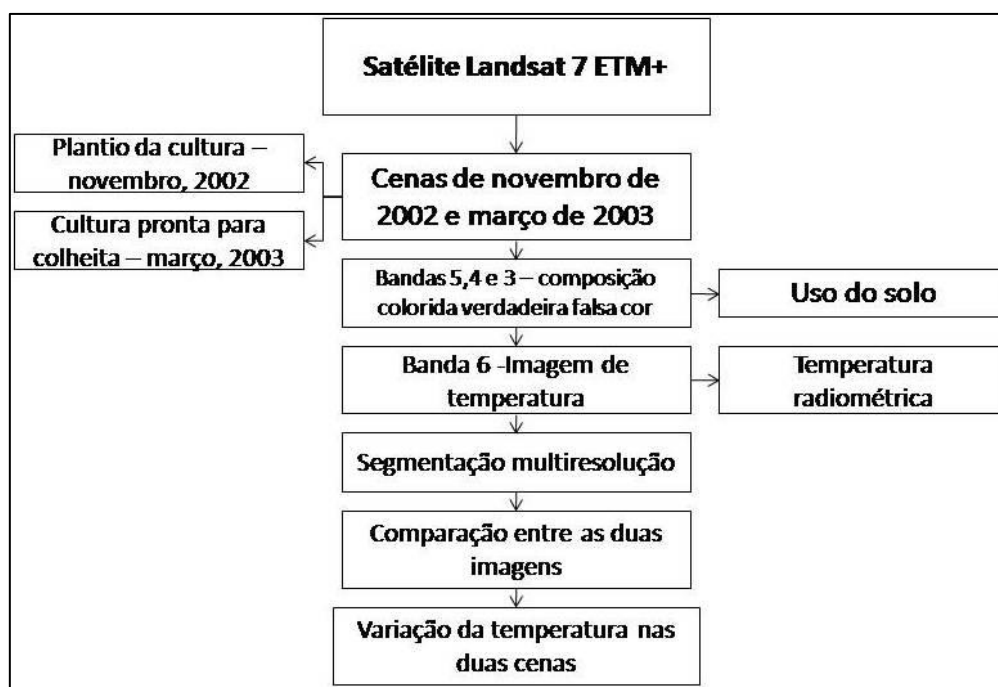 Satélite Landsat 7 ETM+
Plantio da cultura –
novembro, 2002
Cenas de novembro de
2002 e março de 2003
Cultura pronta para
colheita – março, 2003
Bandas 5,4 e 3 – composição
colorida verdadeira falsa cor
Uso do solo
Banda 6 -Imagem de
temperatura
Temperatura
radiométrica
Segmentação multiresolução
Comparação entre as duas
imagens
Variação da temperatura nas
duas cenas